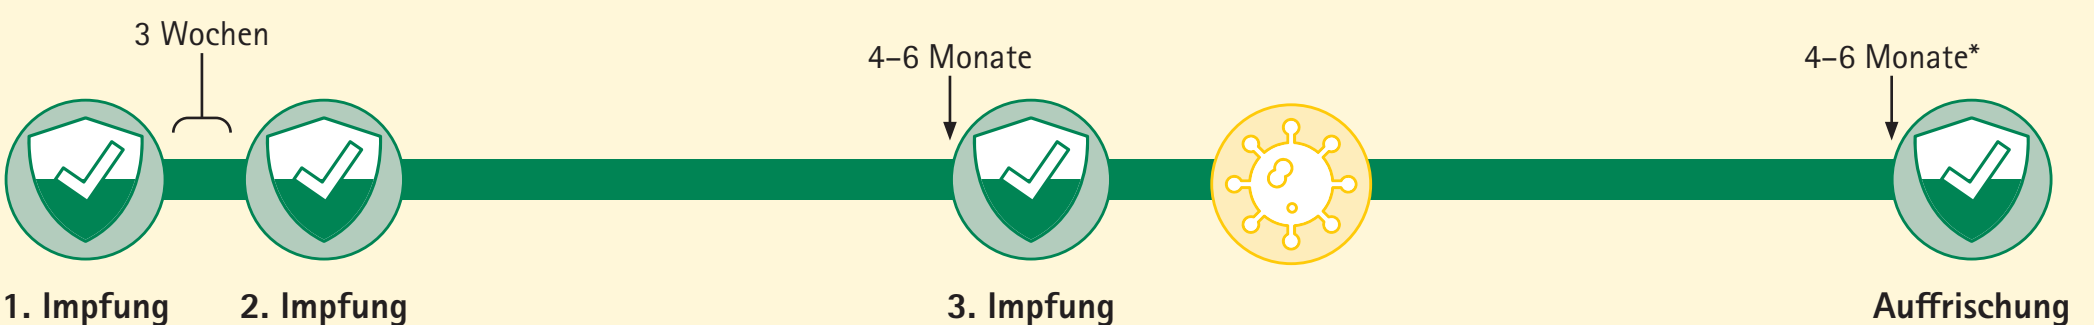 3 Wochen
4–6 Monate
4–6 Monate*
1. Impfung
2. Impfung
3. Impfung
Auffrischung